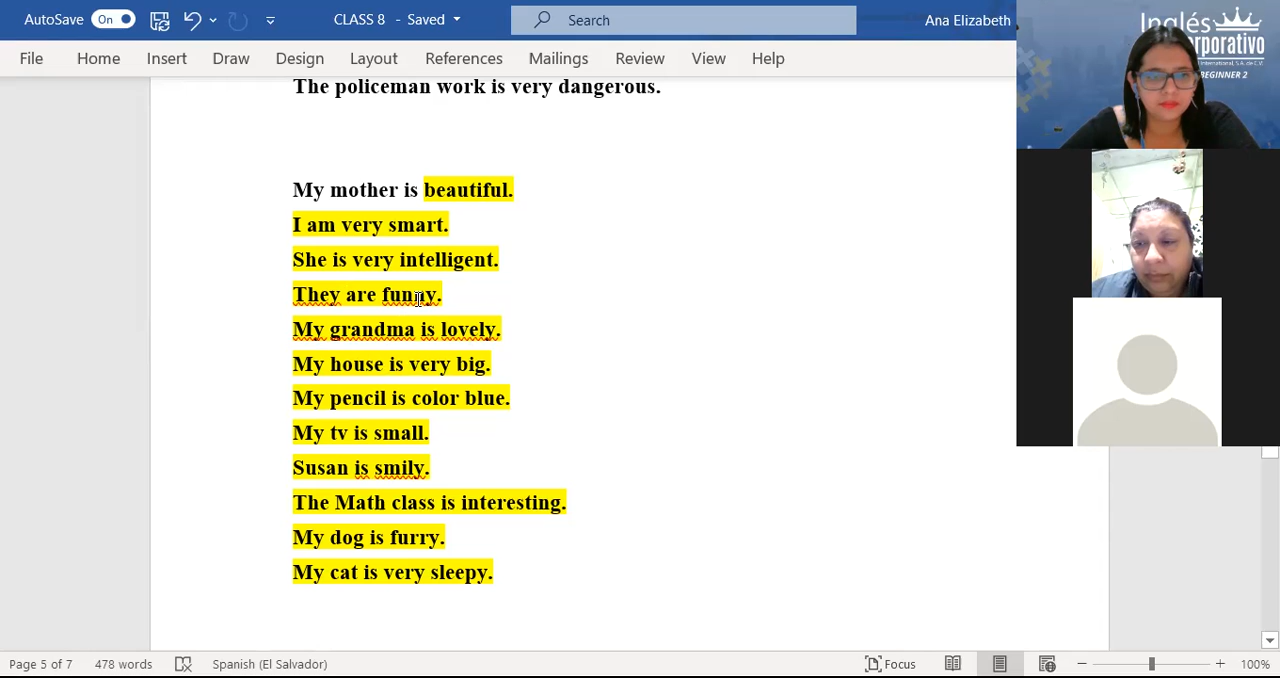 AutoSave On CLASS 8 - Saved Search Ana Elizabeth
File Home Insert Draw Design Layout References Mailings Review View Help
Inglés
orporativo
International, S.A. de C.V.
BEGINNER 2
The policeman work is very dangerous.
My mother is beautiful.
I am very smart.
She is very intelligent.
They are funny.
My grandma is lovely.
My house is very big.
My pencil is color blue.
My tv is small.
Susan is smily.
The Math class is interesting.
My dog is furry.
My cat is very sleepy.
Page 5 of 7 478 words Spanish (El Salvador) Focus 100%